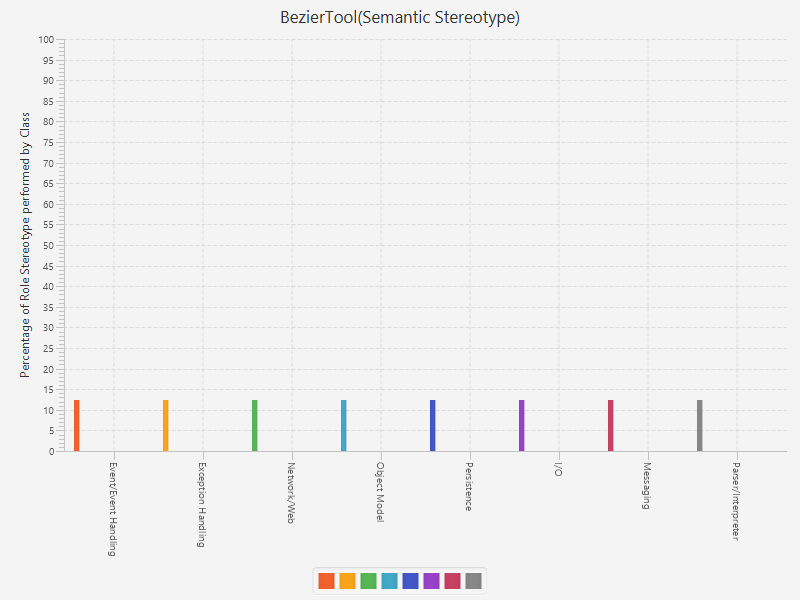 BezierTool(Semantic Stereotype)
Percentage of Role Stereotype performed by Class
100
95
90
85
80
75
70
65
60
55
50
45
40
35
30
25
20
15
10
5
0
Event/Event Handling
Exception Handling
Network/Web
Object Model
Persistence
I/O
Messaging
Parser/Interpreter